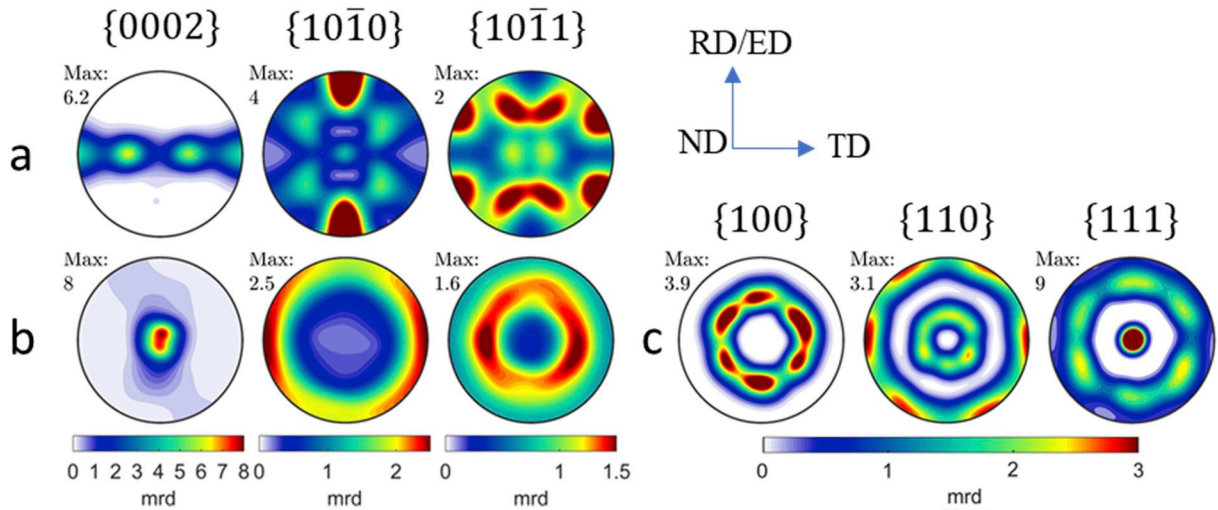 {0002} {101̅0} {101̅1}
RD/ED
ND
TD
a
Max:
6.2
Max:
4
Max:
2
{100} {110} {111}
b
Max:
8
Max:
2.5
Max:
1.6
c
Max:
3.9
Max:
3.1
Max:
9
0 1 2 3 4 5 6 7 8
mrd
0 1 2
mrd
0 1 1.5
mrd
0 1 2 3
mrd